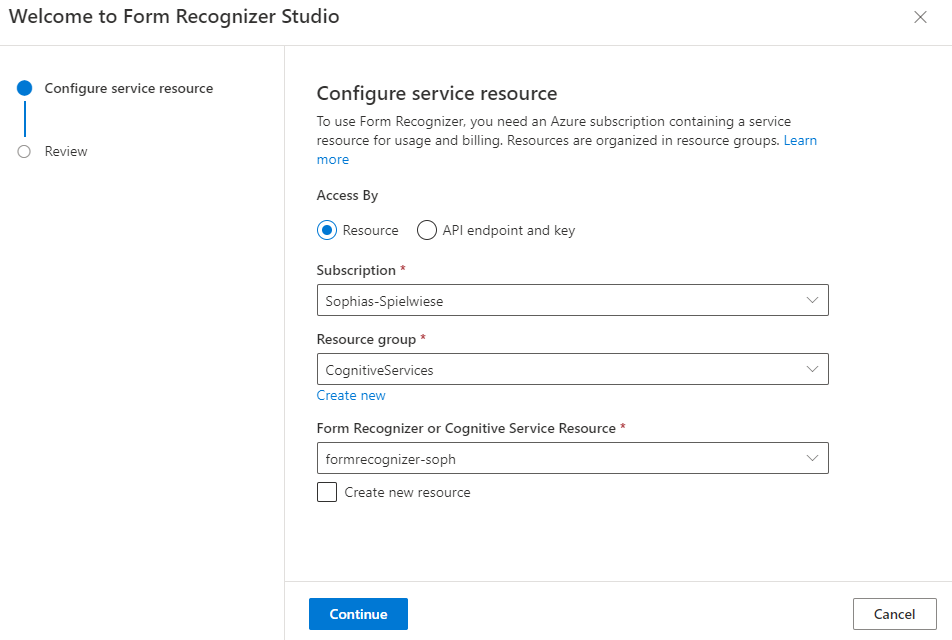 Welcome to Form Recognizer Studio
Configure service resource
Review
Configure service resource
To use Form Recognizer, you need an Azure subscription containing a service
resource for usage and billing. Resources are organized in resource groups. Learn
more
Access By
Resource API endpoint and key
Subscription *
Sophias-Spielwiese
Resource group *
CognitiveServices
Create new
Form Recognizer or Cognitive Service Resource *
formrecognizer-soph
Create new resource
Continue Cancel